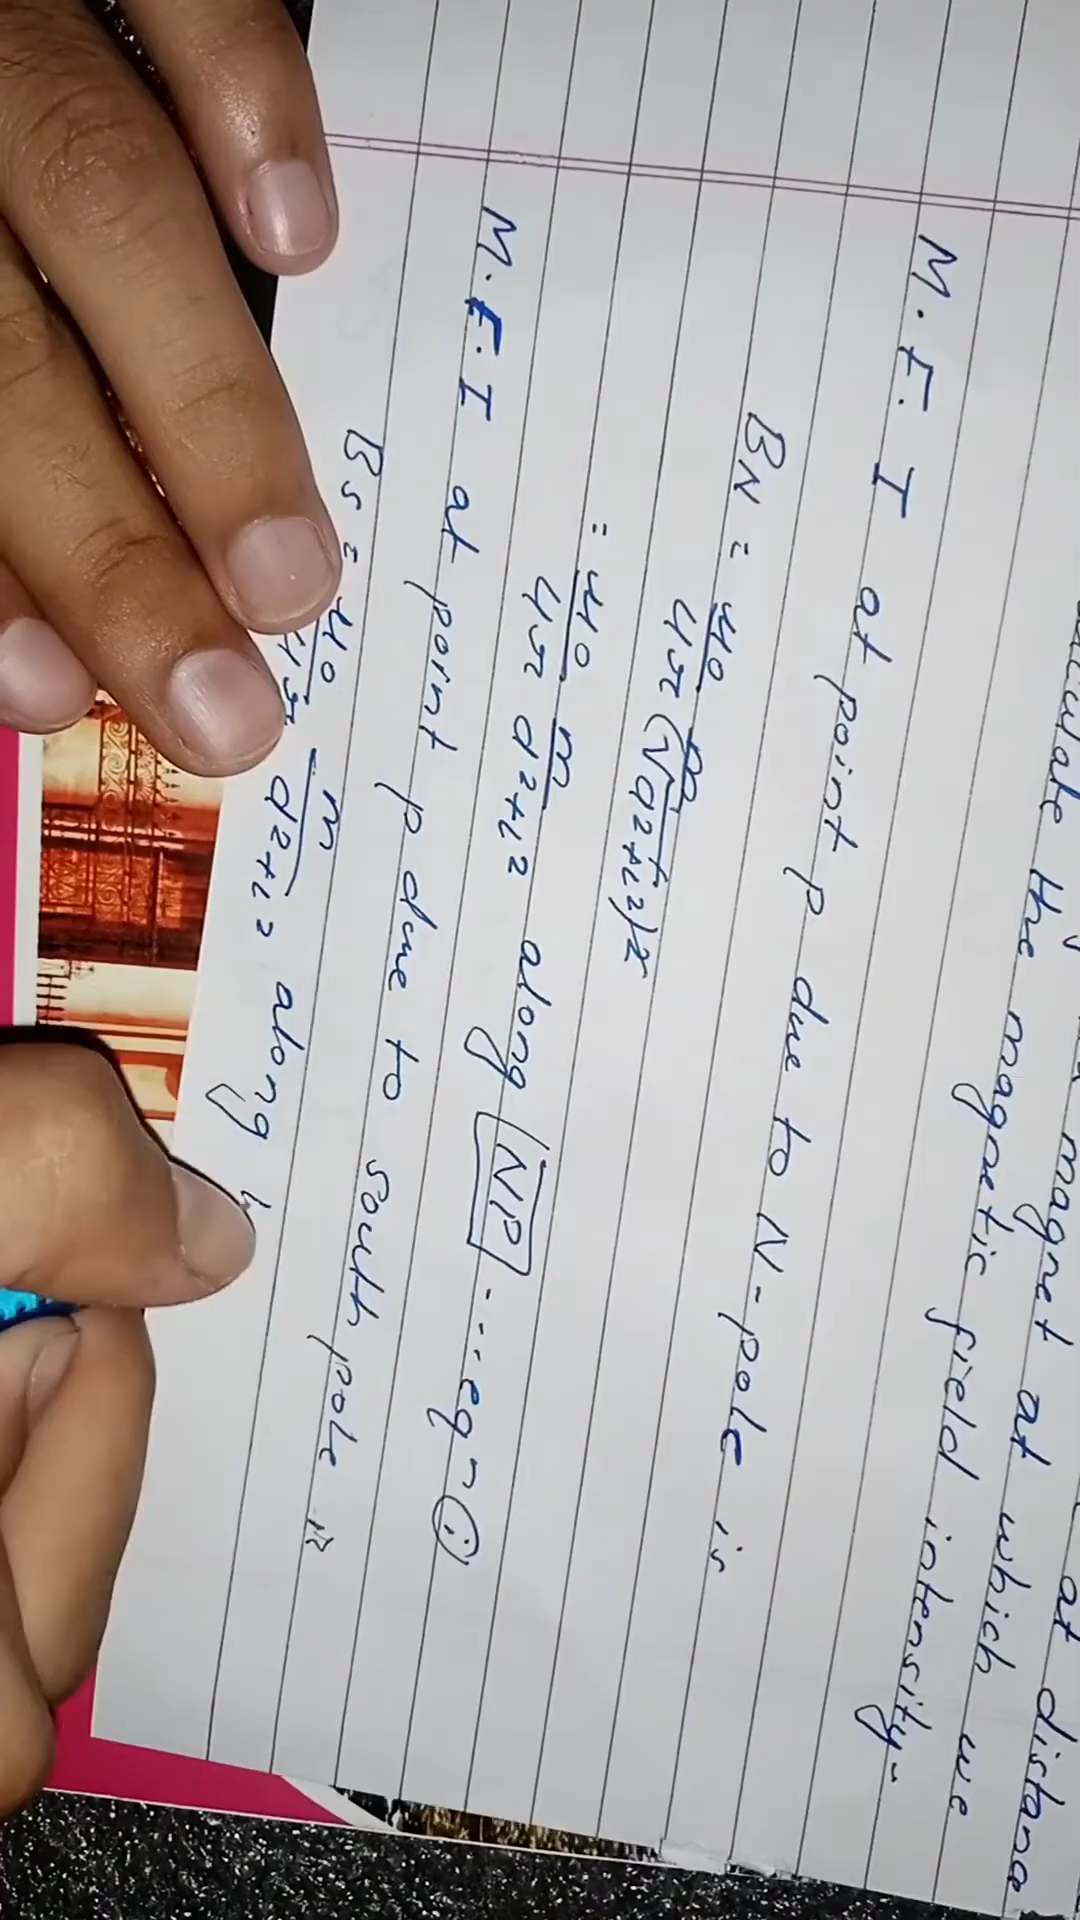 the magnet at which we
the magnetic field intensity-
M.F.I at point P due to N-pole is
BN = μ0/4π m/(√d2+l2)2
= μ0/4π m/d2+l2 along NP ---- eqn (i)
M.F.I at point P due to south pole is
BS = μ0/4π m/d2+l2 along